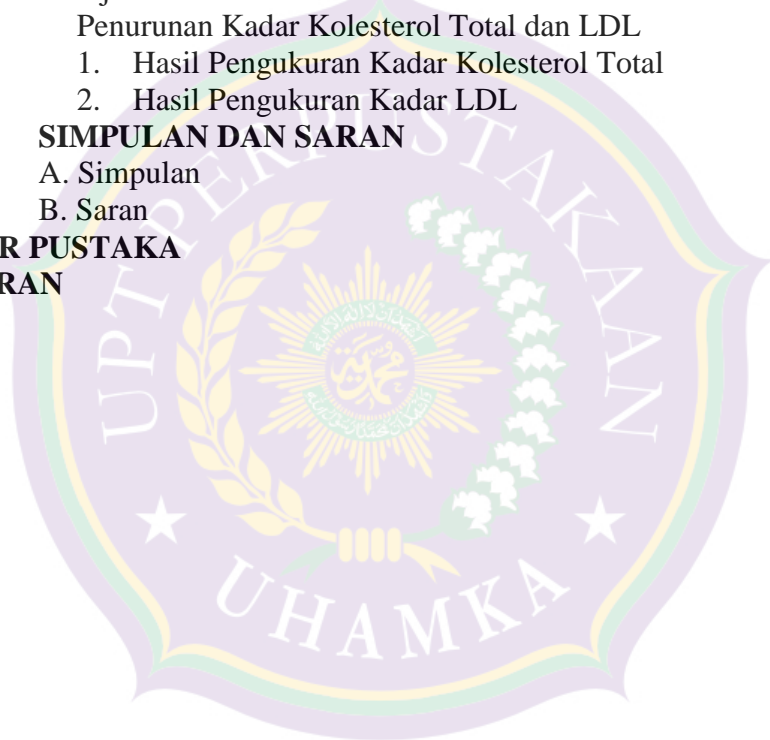 Penurunan Kadar Kolesterol Total dan LDL
1. Hasil Pengukuran Kadar Kolesterol Total
2. Hasil Pengukuran Kadar LDL
SIMPULAN DAN SARAN
A. Simpulan
B. Saran
R PUSTAKA
RAN
UPT PERPUSTAKAAN
UHAMKA